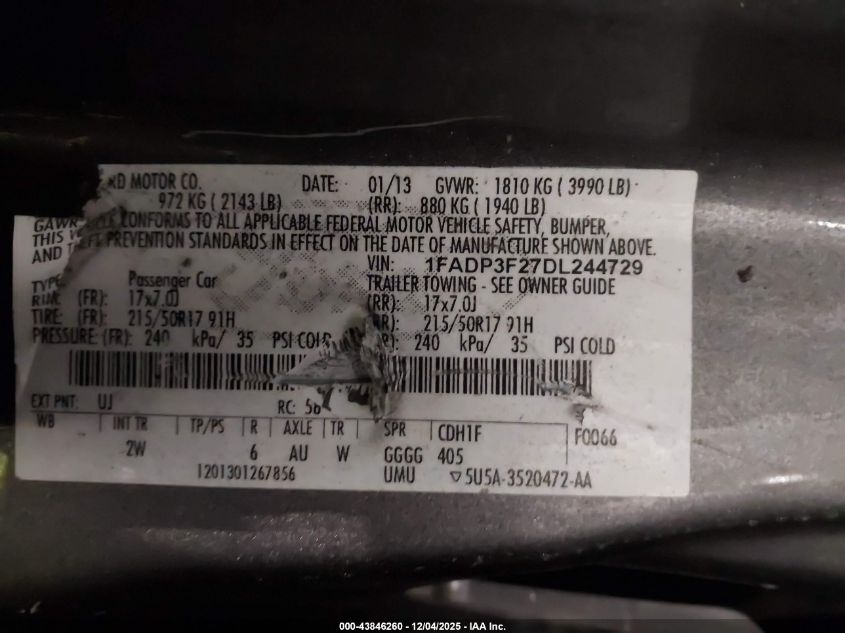 MOTOR CO. DATE: 01/13 GVWR: 1810 KG ( 3990 LB)
972 KG ( 2143 LB) (RR): 880 KG ( 1940 LB)
GAWR
THIS CONFORMS TO ALL APPLICABLE FEDERAL MOTOR VEHICLE SAFETY, BUMPER,
AND PREVENTION STANDARDS IN EFFECT ON THE DATE OF MANUFACTURE SHOWN ABOVE.
VIN: 1FADP3F27DL244729
TYPE: Passenger Car TRAILER TOWING - SEE OWNER GUIDE
RIM: (FR): 17x7.0J (RR): 17x7.0J
TIRE: (FR): 215/50R17 91H 215/50R17 91H
PRESSURE: (FR): 240 kPa/ 35 PSI COLD 240 kPa/ 35 PSI COLD
EXT PNT: UJ RC: 56
WB INT TR TP/PS R AXLE TR SPR CDH1F F0066
2W 6 AU W GGGG 405
1201301267856 UMU ▽5U5A-3520472-AA
000-43846260 - 12/04/2025 - IAA Inc.